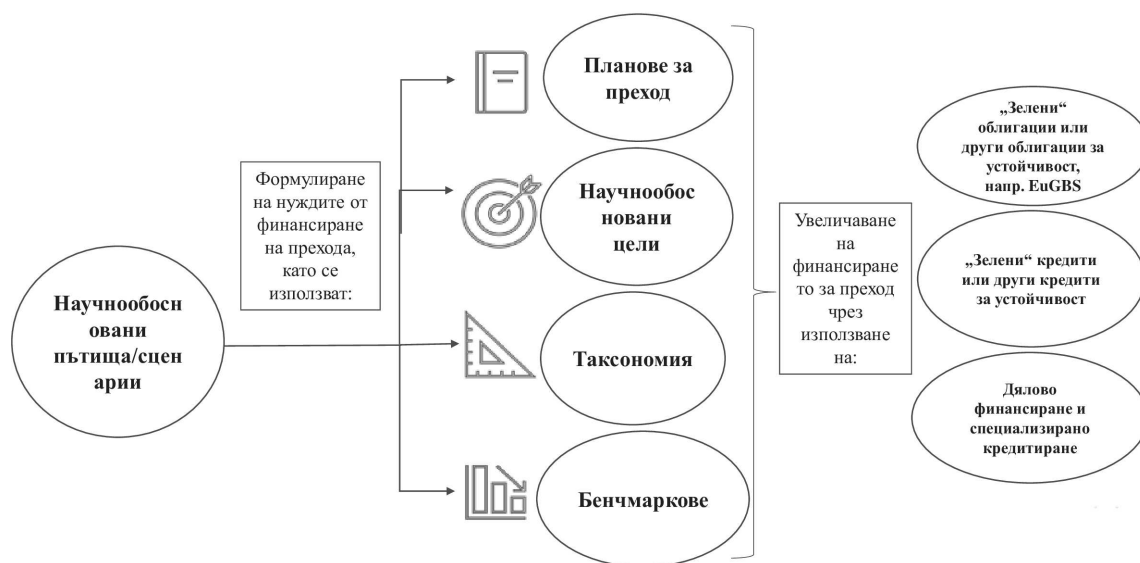 Научнообосн
овани
пътища/сцен
арии
Формулиране
на нуждите от
финансиране
на прехода,
като се
използват:
Планове за
преход
Научнообос
новани
цели
Таксономия
Бенчмаркове
Увеличаване
на
финансиране
то за преход
чрез
използване
на:
„Зелени“
облигации или
други облигации за
устойчивост,
напр. EuGBS
„Зелени“ кредити
или други кредити
за устойчивост
Дялово
финансиране и
специализирано
кредитиране